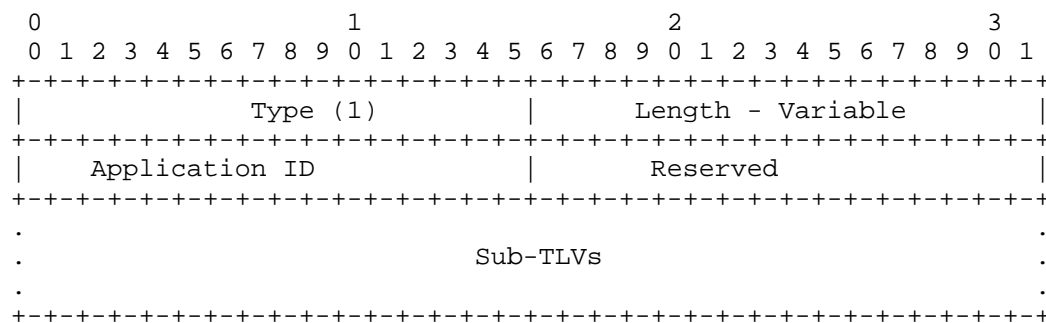 0                   1                   2                   3
 0 1 2 3 4 5 6 7 8 9 0 1 2 3 4 5 6 7 8 9 0 1 2 3 4 5 6 7 8 9 0 1
+-+-+-+-+-+-+-+-+-+-+-+-+-+-+-+-+-+-+-+-+-+-+-+-+-+-+-+-+-+-+-+-+
|              Type (1)         |      Length - Variable        |
+-+-+-+-+-+-+-+-+-+-+-+-+-+-+-+-+-+-+-+-+-+-+-+-+-+-+-+-+-+-+-+-+
|    Application ID             |       Reserved                |
+-+-+-+-+-+-+-+-+-+-+-+-+-+-+-+-+-+-+-+-+-+-+-+-+-+-+-+-+-+-+-+-+
.                                                               .
.                            Sub-TLVs                           .
.                                                               .
+-+-+-+-+-+-+-+-+-+-+-+-+-+-+-+-+-+-+-+-+-+-+-+-+-+-+-+-+-+-+-+-+